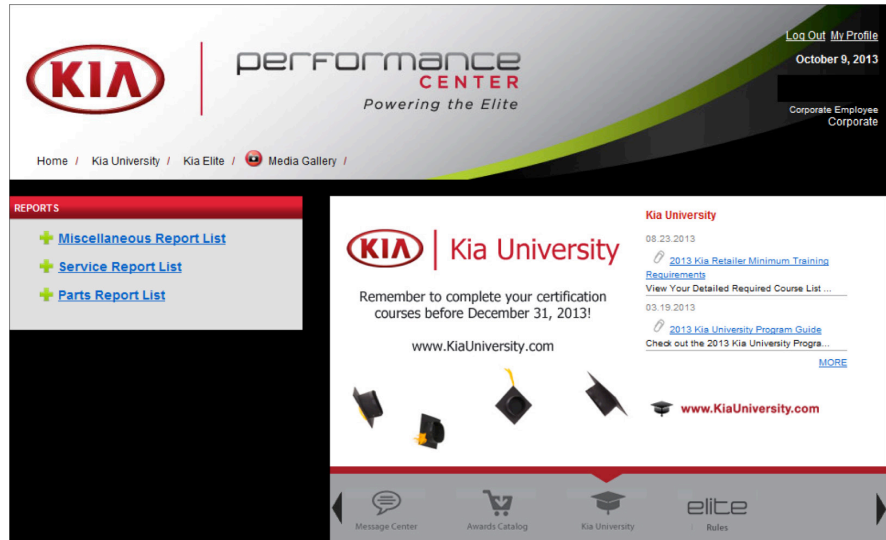 Log Out My Profile
October 9, 2013
Corporate Employee
Corporate
KIA
performance
CENTER
Powering the Elite
Home / Kia University / Kia Elite / Media Gallery /
REPORTS
Miscellaneous Report List
Service Report List
Parts Report List
KIA Kia University
Remember to complete your certification
courses before December 31, 2013!
www.KiaUniversity.com
Kia University
08.23.2013
2013 Kia Retailer Minimum Training
Requirements
View Your Detailed Required Course List ...
03.19.2013
2013 Kia University Program Guide
Check out the 2013 Kia University Progra...
MORE
www.KiaUniversity.com
Message Center
Awards Catalog
Kia University
elite
Rules